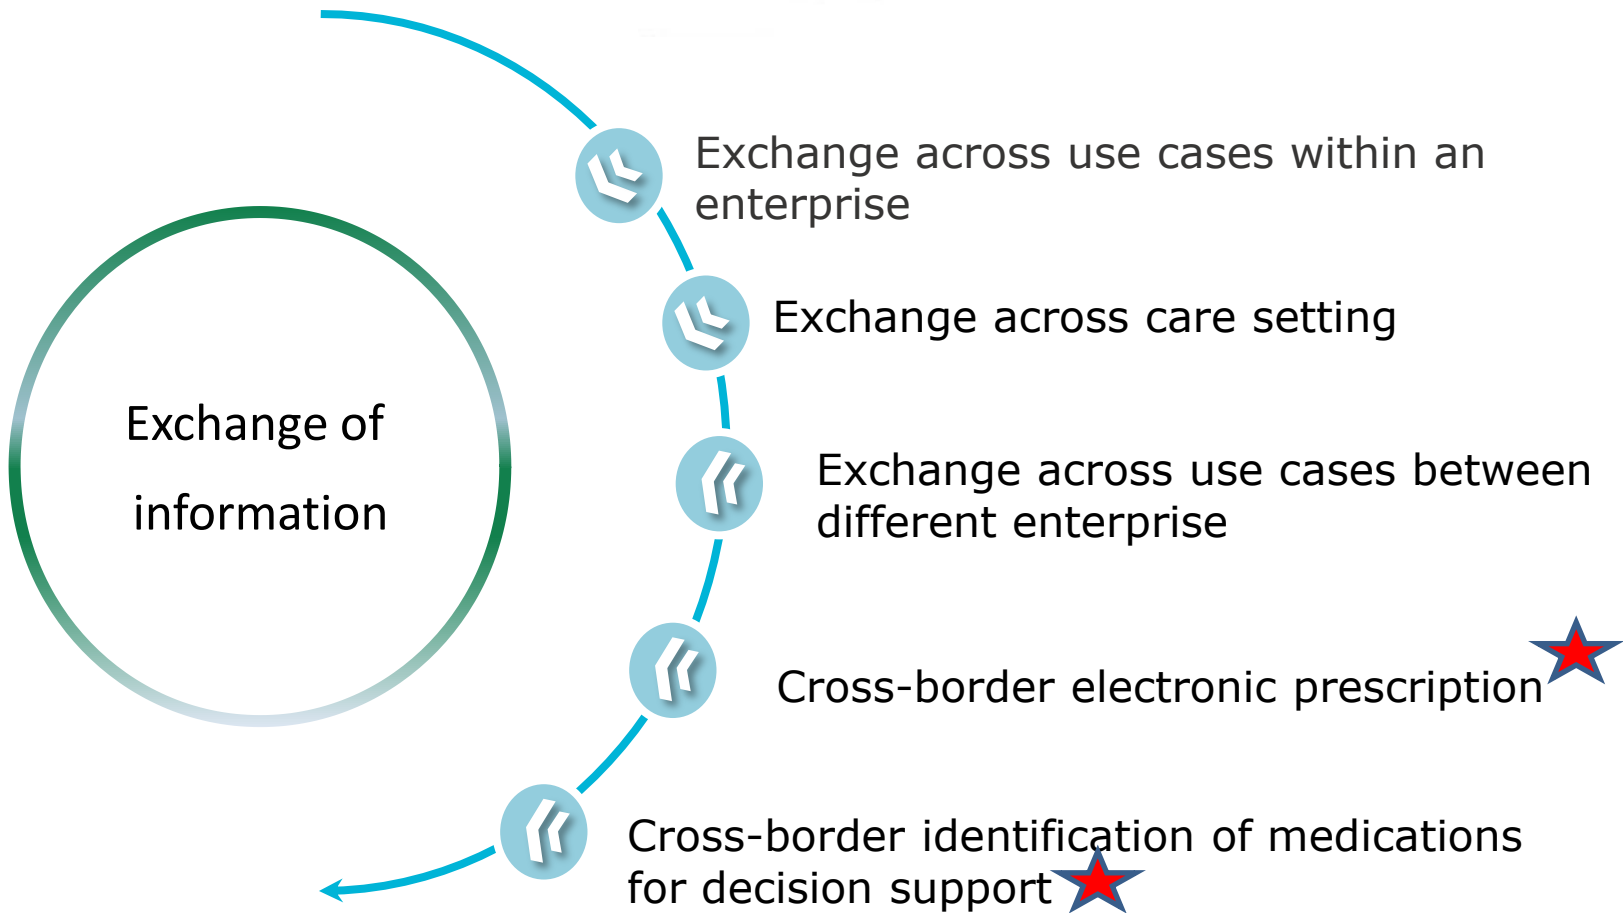 Exchange across use cases within an
enterprise
Exchange across care setting
Exchange of
information
Exchange across use cases between
different enterprise
Cross-border electronic prescription
Cross-border identification of medications
for decision support